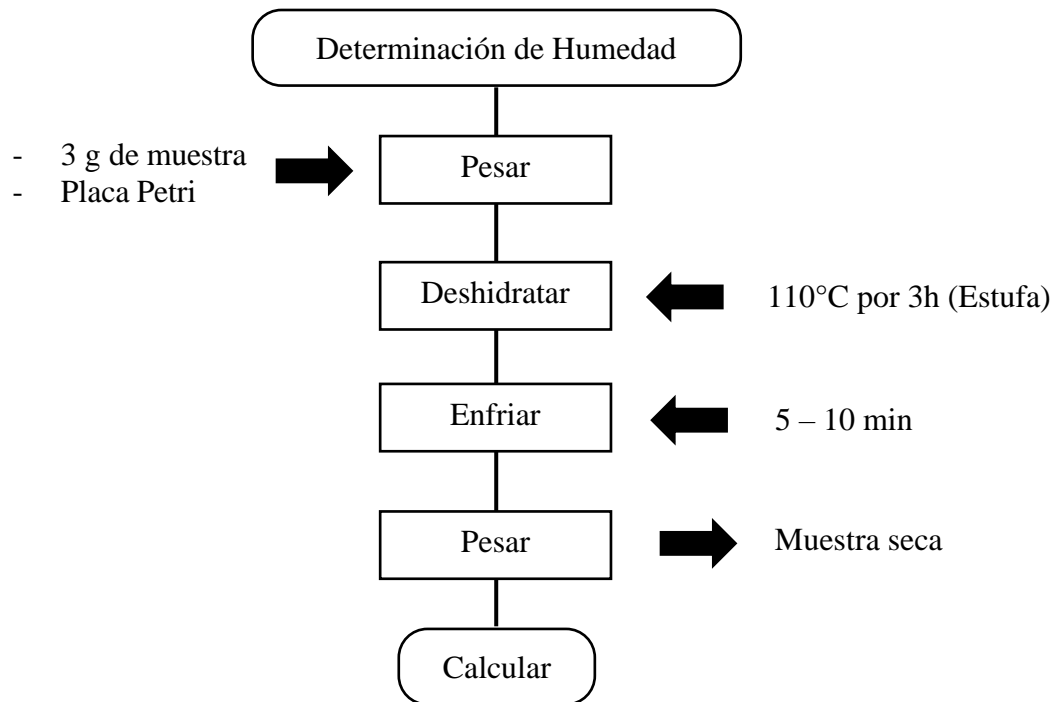 Determinación de Humedad
- 3 g de muestra
- Placa Petri
Pesar
Deshidratar
110°C por 3h (Estufa)
Enfriar
5 – 10 min
Pesar
Muestra seca
Calcular